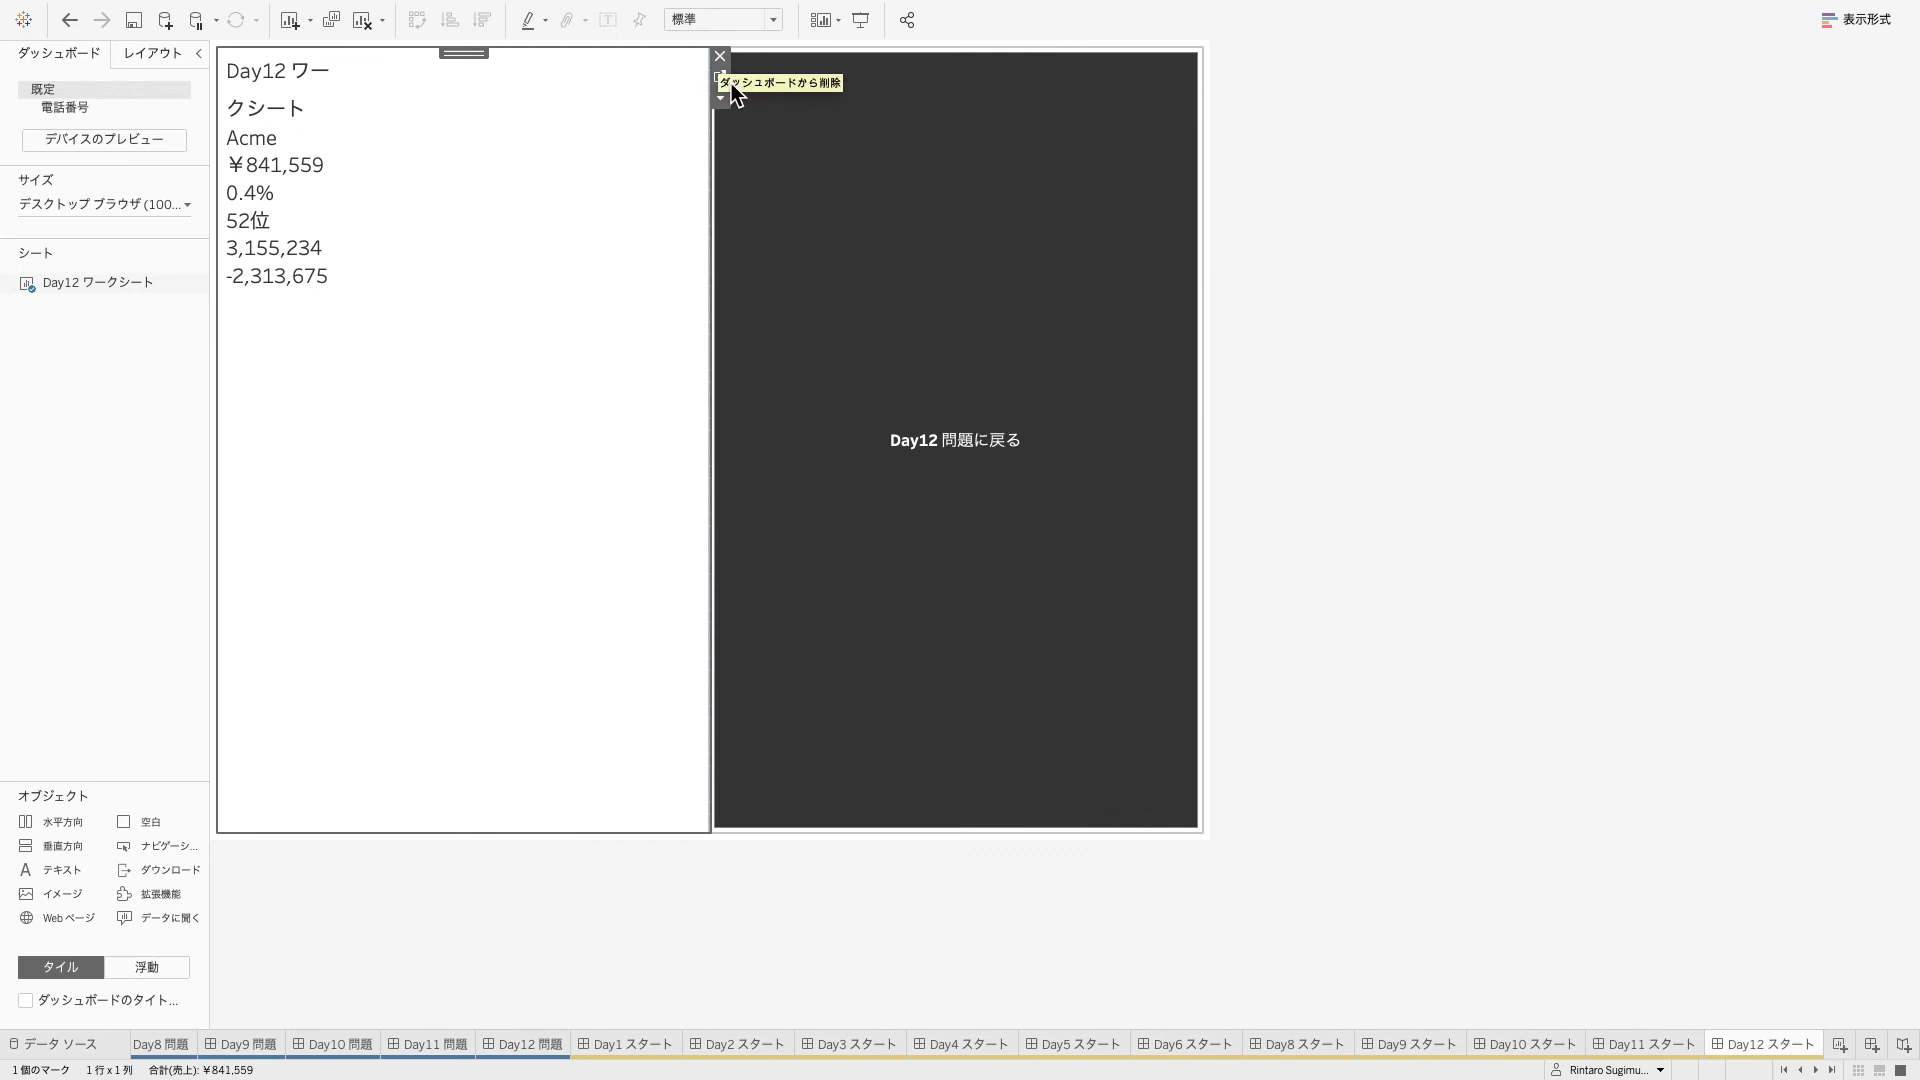 標準
表示形式
ダッシュボード
レイアウト
既定
電話番号
デバイスのプレビュー
サイズ
デスクトップ ブラウザ (100...
シート
Day12 ワークシート
Day12 ワー
クシート
Acme
¥841,559
0.4%
52位
3,155,234
-2,313,675
ダッシュボードから削除
Day12 問題に戻る
オブジェクト
水平方向
空白
垂直方向
ナビゲーシ...
テキスト
ダウンロード
イメージ
拡張機能
Web ページ
データに聞く
タイル
浮動
ダッシュボードのタイト...
データ ソース
Day8 問題
Day9 問題
Day10 問題
Day11 問題
Day12 問題
Day1 スタート
Day2 スタート
Day3 スタート
Day4 スタート
Day5 スタート
Day6 スタート
Day8 スタート
Day9 スタート
Day10 スタート
Day11 スタート
Day12 スタート
1 個のマーク
1 行 x 1 列
合計(売上): ¥841,559
Rintaro Sugimu...